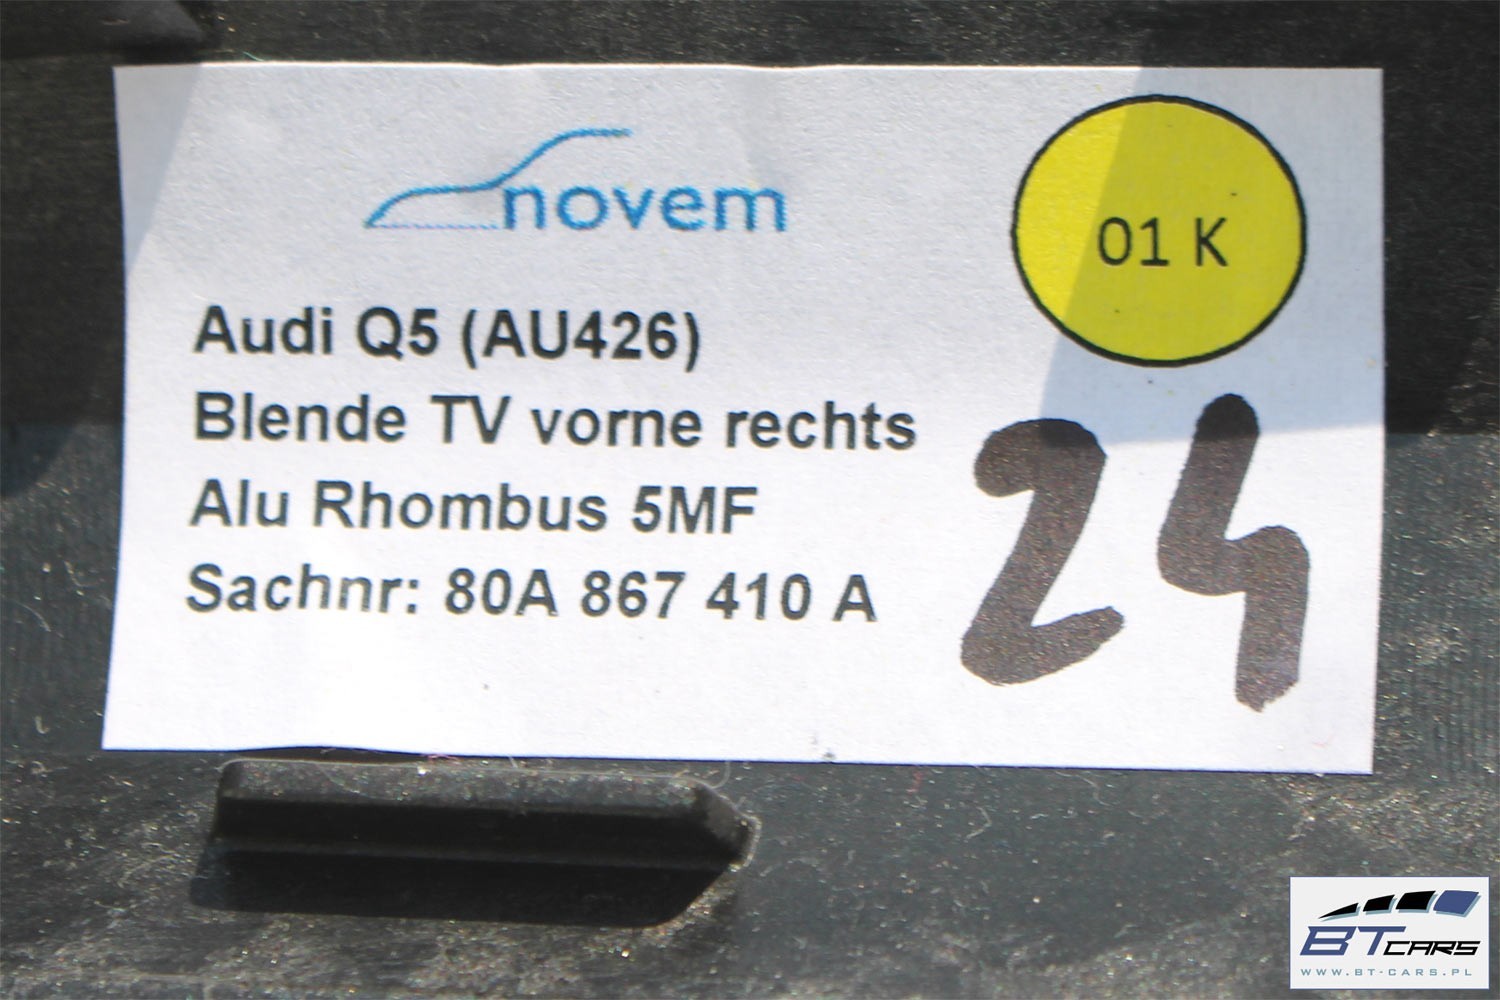 novem
01 K
Audi Q5 (AU426)
Blende TV vorne rechts
Alu Rhombus 5MF
Sachnr: 80A 867 410 A
24
BT CARS
WWW.BT-CARS.PL